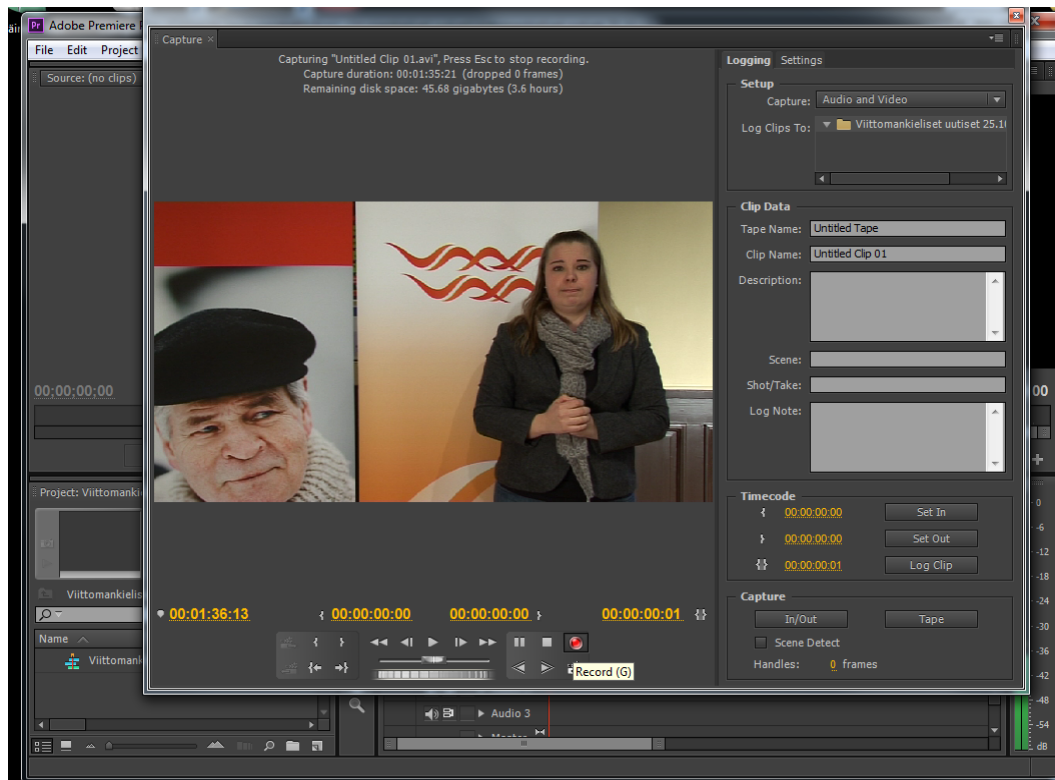 Adobe Premiere
File Edit Project
Source: (no clips)
00;00;00;00
Project: Viittomanki
Viittomankielis
Name
Viittomank
Capture
Capturing "Untitled Clip 01.avi", Press Esc to stop recording.
Capture duration: 00:01:35:21 (dropped 0 frames)
Remaining disk space: 45.68 gigabytes (3.6 hours)
00:01:36:13 { 00:00:00:00 00:00:00:00 } 00:00:00:01 {}
Record (G)
Logging Settings
Setup
Capture: Audio and Video
Log Clips To: Viittomankieliset uutiset 25.1
Clip Data
Tape Name: Untitled Tape
Clip Name: Untitled Clip 01
Description:
Scene:
Shot/Take:
Log Note:
Timecode
{ 00:00:00:00 Set In
} 00:00:00:00 Set Out
{} 00:00:00:01 Log Clip
Capture
In/Out Tape
Scene Detect
Handles: 0 frames
Audio 3
Master
00
0
-6
-12
-18
-24
-30
-36
-42
-48
-54
dB